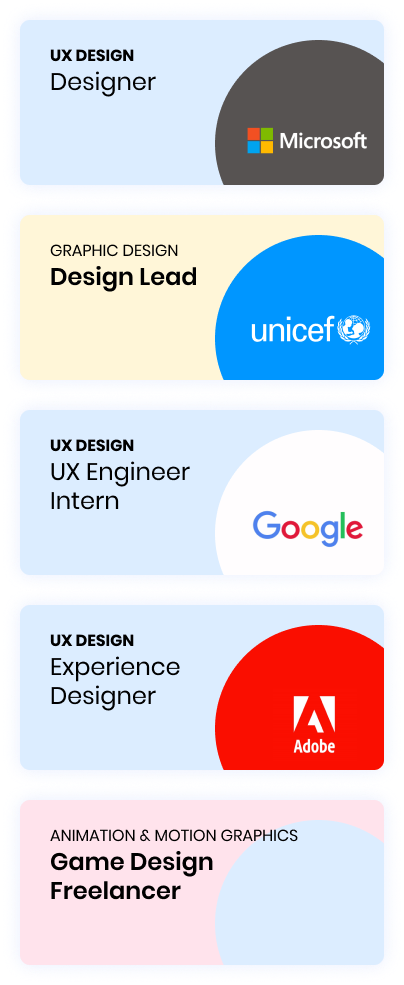 UX DESIGN
Designer
Microsoft
GRAPHIC DESIGN
Design Lead
unicef
UX DESIGN
UX Engineer
Intern
Google
UX DESIGN
Experience
Designer
Adobe
ANIMATION & MOTION GRAPHICS
Game Design
Freelancer